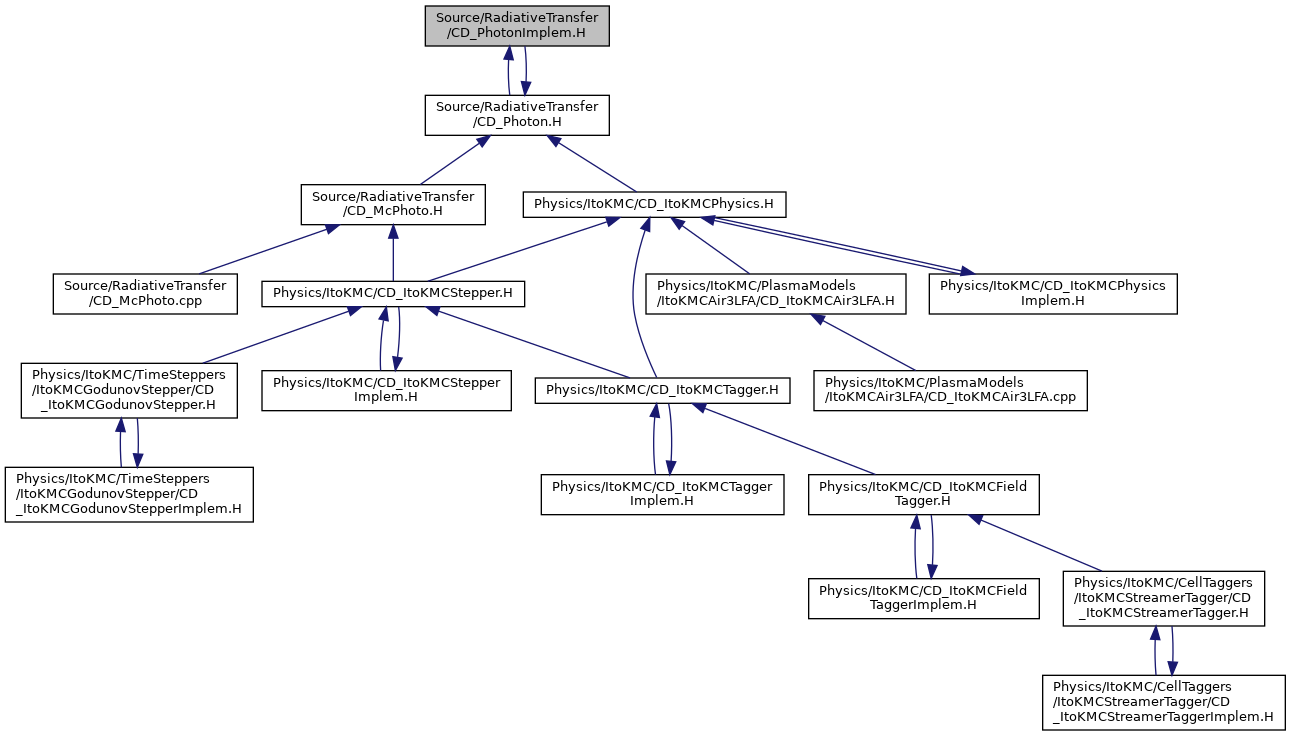 Source/RadiativeTransfer
/CD_PhotonImplem.H
Source/RadiativeTransfer
/CD_Photon.H
Source/RadiativeTransfer
/CD_McPhoto.H
Physics/ItoKMC/CD_ItoKMCPhysics.H
Source/RadiativeTransfer
/CD_McPhoto.cpp
Physics/ItoKMC/CD_ItoKMCStepper.H
Physics/ItoKMC/PlasmaModels
/ItoKMCAir3LFA/CD_ItoKMCAir3LFA.H
Physics/ItoKMC/CD_ItoKMCPhysics
Implem.H
Physics/ItoKMC/TimeSteppers
/ItoKMCGodunovStepper/CD
_ItoKMCGodunovStepper.H
Physics/ItoKMC/CD_ItoKMCStepper
Implem.H
Physics/ItoKMC/CD_ItoKMCTagger.H
Physics/ItoKMC/PlasmaModels
/ItoKMCAir3LFA/CD_ItoKMCAir3LFA.cpp
Physics/ItoKMC/TimeSteppers
/ItoKMCGodunovStepper/CD
_ItoKMCGodunovStepperImplem.H
Physics/ItoKMC/CD_ItoKMCTagger
Implem.H
Physics/ItoKMC/CD_ItoKMCField
Tagger.H
Physics/ItoKMC/CD_ItoKMCField
TaggerImplem.H
Physics/ItoKMC/CellTaggers
/ItoKMCStreamerTagger/CD
_ItoKMCStreamerTagger.H
Physics/ItoKMC/CellTaggers
/ItoKMCStreamerTagger/CD
_ItoKMCStreamerTaggerImplem.H